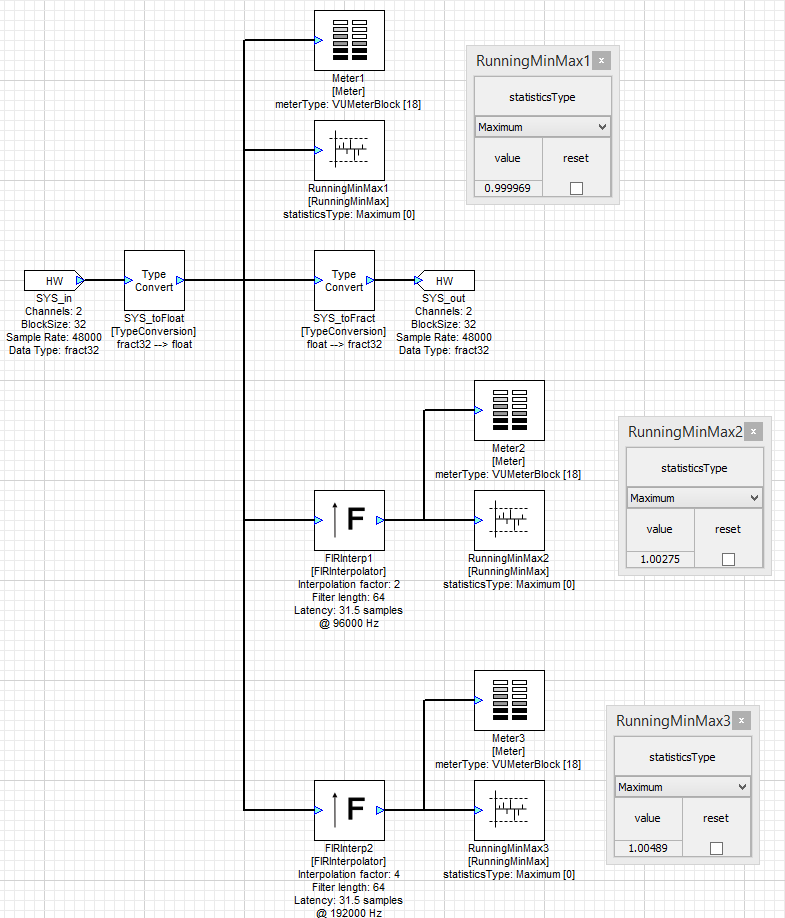 Meter1
[Meter]
meterType: VUMeterBlock [18]
RunningMinMax1
[RunningMinMax]
statisticsType: Maximum [0]
RunningMinMax1 x
statisticsType
Maximum
value reset
0.999969
HW
SYS_in
Channels: 2
BlockSize: 32
Sample Rate: 48000
Data Type: fract32
Type
Convert
SYS_toFloat
[TypeConversion]
fract32 --> float
Type
Convert
SYS_toFract
[TypeConversion]
float --> fract32
HW
SYS_out
Channels: 2
BlockSize: 32
Sample Rate: 48000
Data Type: fract32
Meter2
[Meter]
meterType: VUMeterBlock [18]
F
FIRInterp1
[FIRInterpolator]
Interpolation factor: 2
Filter length: 64
Latency: 31.5 samples
@ 96000 Hz
RunningMinMax2
[RunningMinMax]
statisticsType: Maximum [0]
RunningMinMax2 x
statisticsType
Maximum
value reset
1.00275
Meter3
[Meter]
meterType: VUMeterBlock [18]
F
FIRInterp2
[FIRInterpolator]
Interpolation factor: 4
Filter length: 64
Latency: 31.5 samples
@ 192000 Hz
RunningMinMax3
[RunningMinMax]
statisticsType: Maximum [0]
RunningMinMax3 x
statisticsType
Maximum
value reset
1.00489